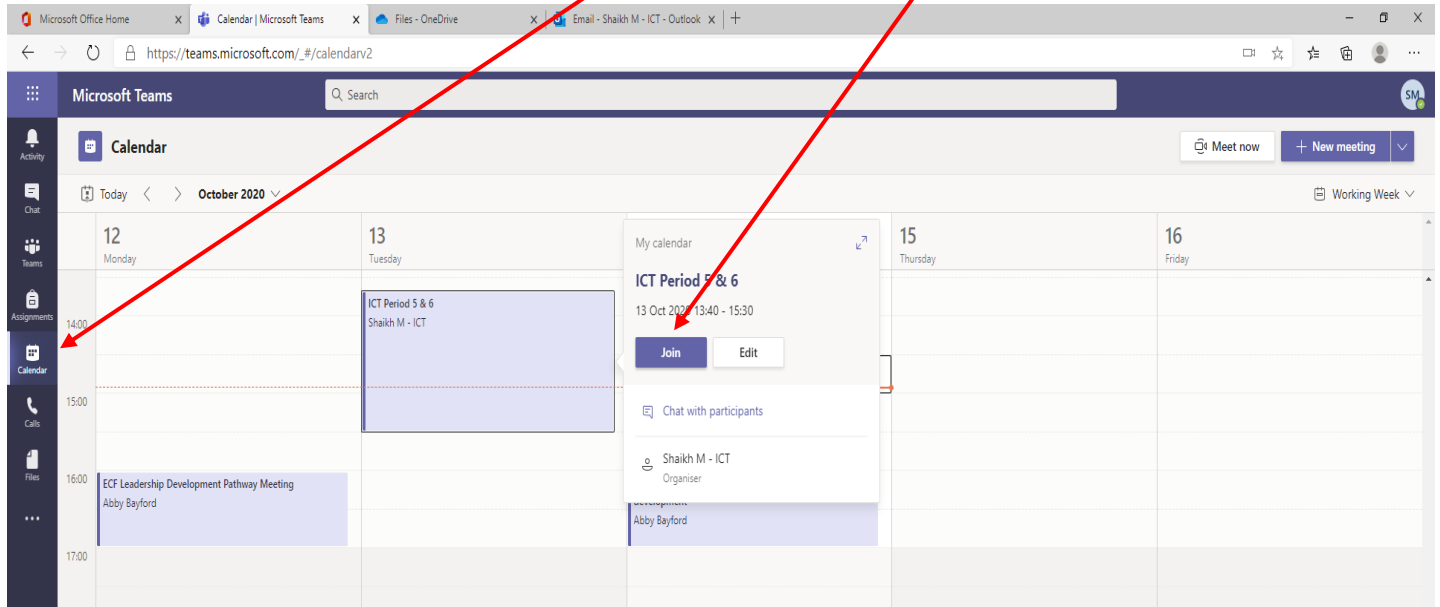 Microsoft Office Home
Calendar | Microsoft Teams
Files - OneDrive
Email - Shaikh M - ICT - Outlook
https://teams.microsoft.com/_#/calendarv2
Microsoft Teams
Search
SM
Activity
Calendar
Meet now
New meeting
Chat
Today
October 2020
Working Week
Teams
12
Monday
13
Tuesday
My calendar
15
Thursday
16
Friday
ICT Period 5 & 6
13 Oct 2020 13:40 - 15:30
Join
Edit
Assignments
14:00
ICT Period 5 & 6
Shaikh M - ICT
Calendar
Calls
15:00
Chat with participants
Shaikh M - ICT
Organiser
Files
16:00
ECF Leadership Development Pathway Meeting
Abby Bayford
development
Abby Bayford
17:00